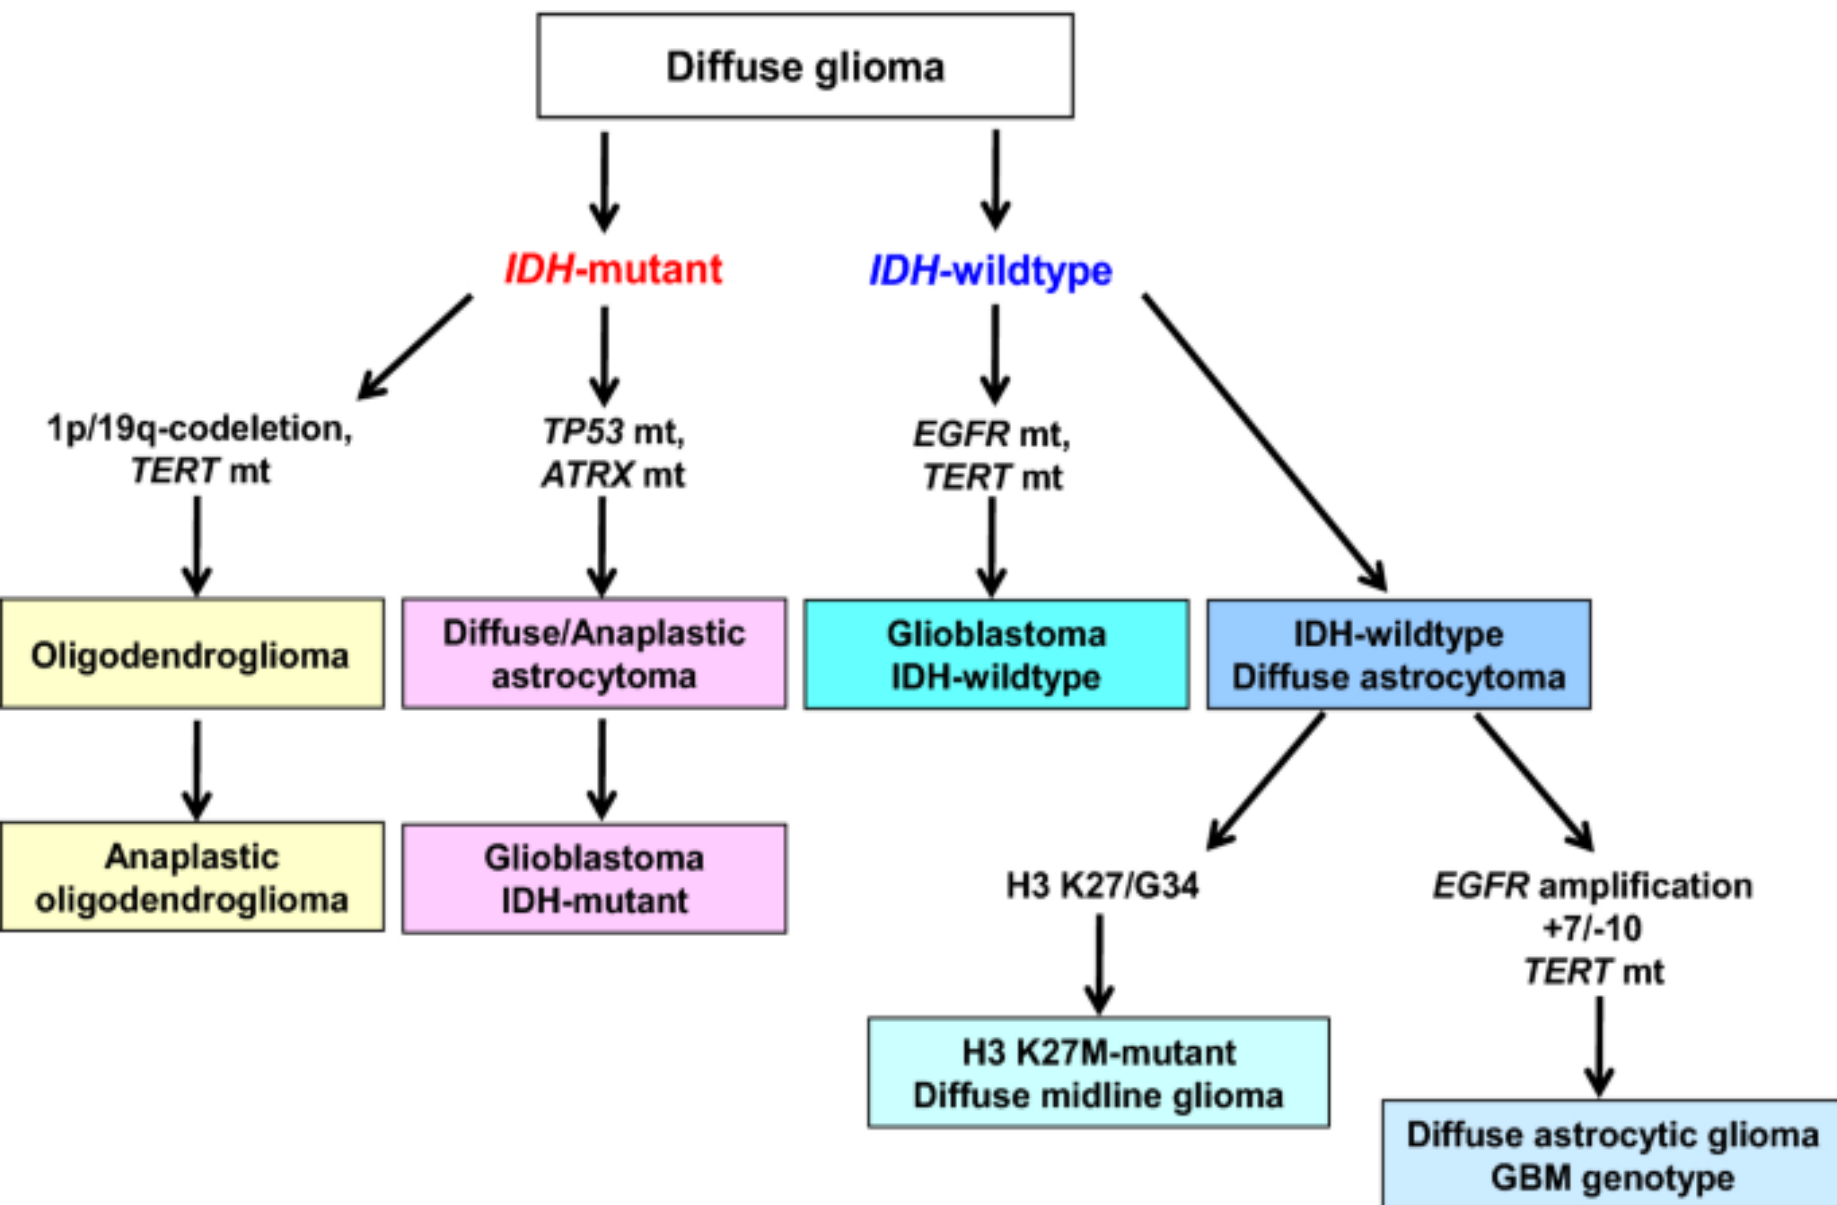 Diffuse glioma
IDH-mutant
IDH-wildtype
1p/19q-codeletion,
TERT mt
TP53 mt,
ATRX mt
EGFR mt,
TERT mt
Oligodendroglioma
Diffuse/Anaplastic
astrocytoma
Glioblastoma
IDH-wildtype
IDH-wildtype
Diffuse astrocytoma
Anaplastic
oligodendroglioma
Glioblastoma
IDH-mutant
H3 K27/G34
EGFR amplification
+7/-10
TERT mt
H3 K27M-mutant
Diffuse midline glioma
Diffuse astrocytic glioma
GBM genotype